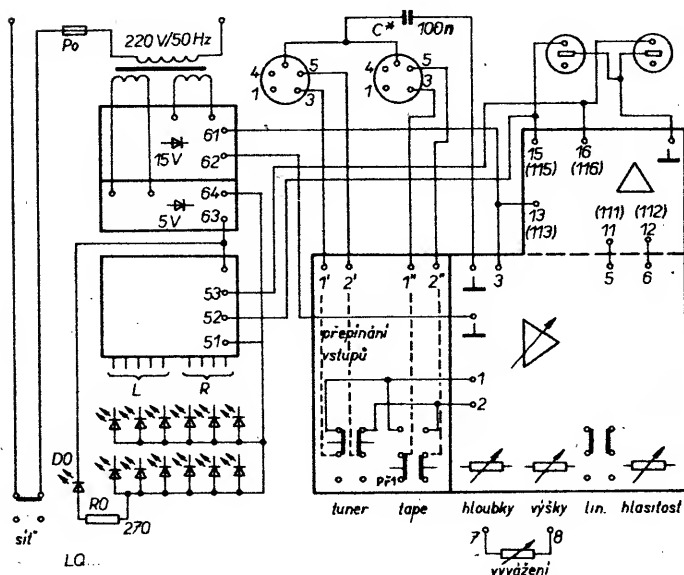 C* 100n
Po
220 V/50 Hz
4 5
1 3
4 5
1 3
15 V
61
62
64
5 V
63
53
52
51
L R
15
(115)
16
(116)
13
(113)
(111) (112)
11 12
1' 2' 1" 2" 3 5 6
přepínání
vstupů
1
2
D0
R0
270
síť
LQ...
Př1
tuner tape hloubky výšky lin. hlasitost
7 8
vyvážení